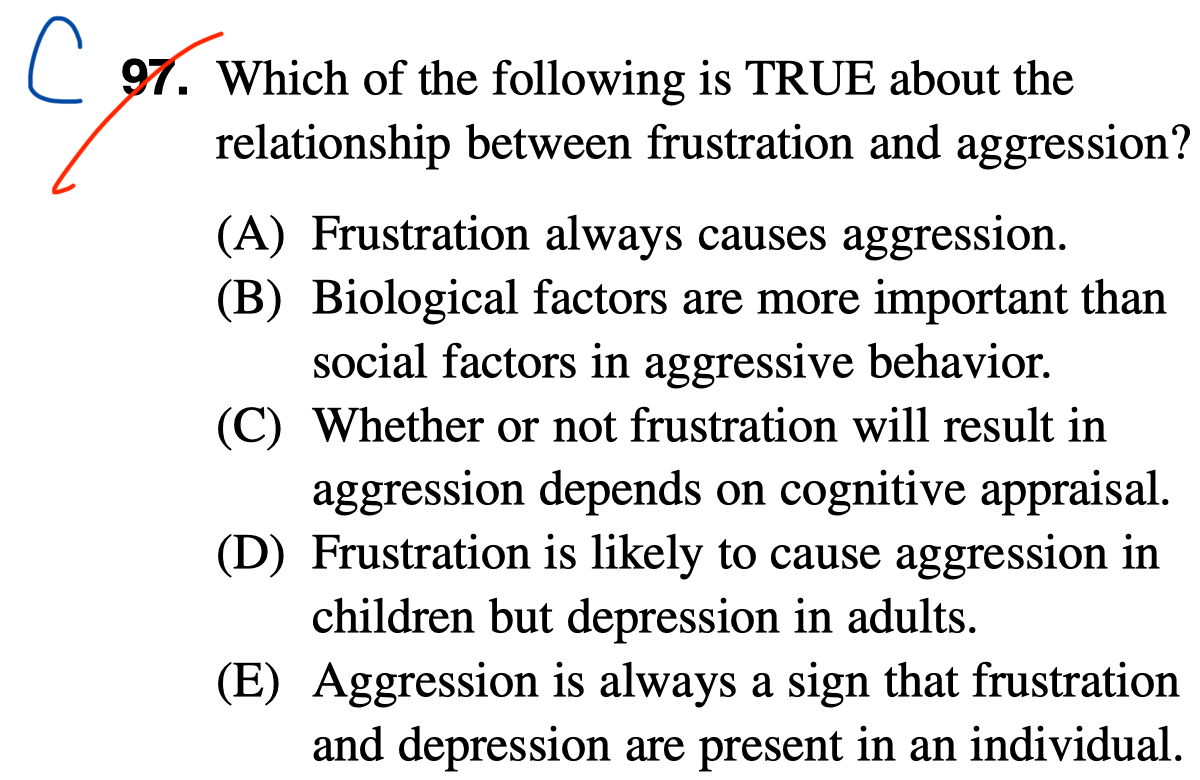 C 97. Which of the following is TRUE about the
relationship between frustration and aggression?
(A) Frustration always causes aggression.
(B) Biological factors are more important than
social factors in aggressive behavior.
(C) Whether or not frustration will result in
aggression depends on cognitive appraisal.
(D) Frustration is likely to cause aggression in
children but depression in adults.
(E) Aggression is always a sign that frustration
and depression are present in an individual.